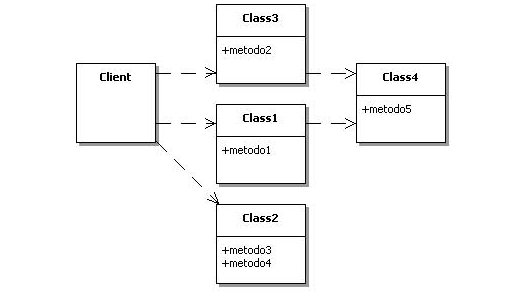 Class3
+metodo2
Client
Class4
+metodo5
Class1
+metodo1
Class2
+metodo3
+metodo4